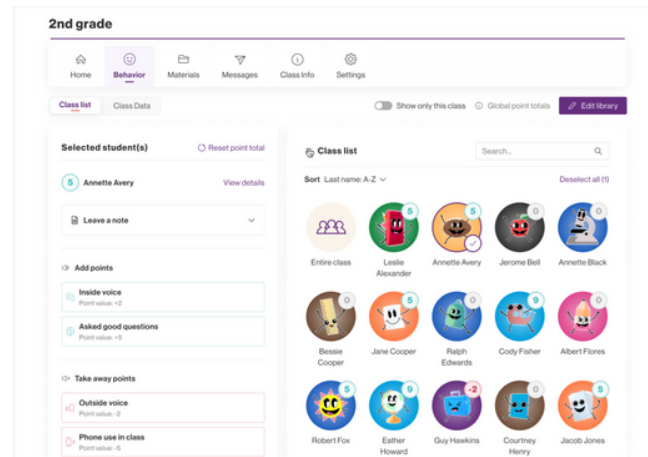 2nd grade
Home
Behavior
Materials
Messages
Class Info
Settings
Class list
Class Data
Show only this class
Global point totals
Edit library
Selected student(s)
Reset point total
5
Annette Avery
View details
Leave a note
Add points
Inside voice
Point value: +2
Asked good questions
Point value: +5
Take away points
Outside voice
Point value: -2
Phone use in class
Point value: -5
Class list
Search...
Sort Last name: A-Z
Deselect all (1)
Entire class
5
Leslie
Alexander
5
Annette Avery
0
Jerome Bell
0
Annette Black
0
Bessie
Cooper
5
Jane Cooper
0
Ralph
Edwards
9
Cody Fisher
0
Albert Flores
5
Robert Fox
9
Esther
Howard
-2
Guy Hawkins
0
Courtney
Henry
5
Jacob Jones